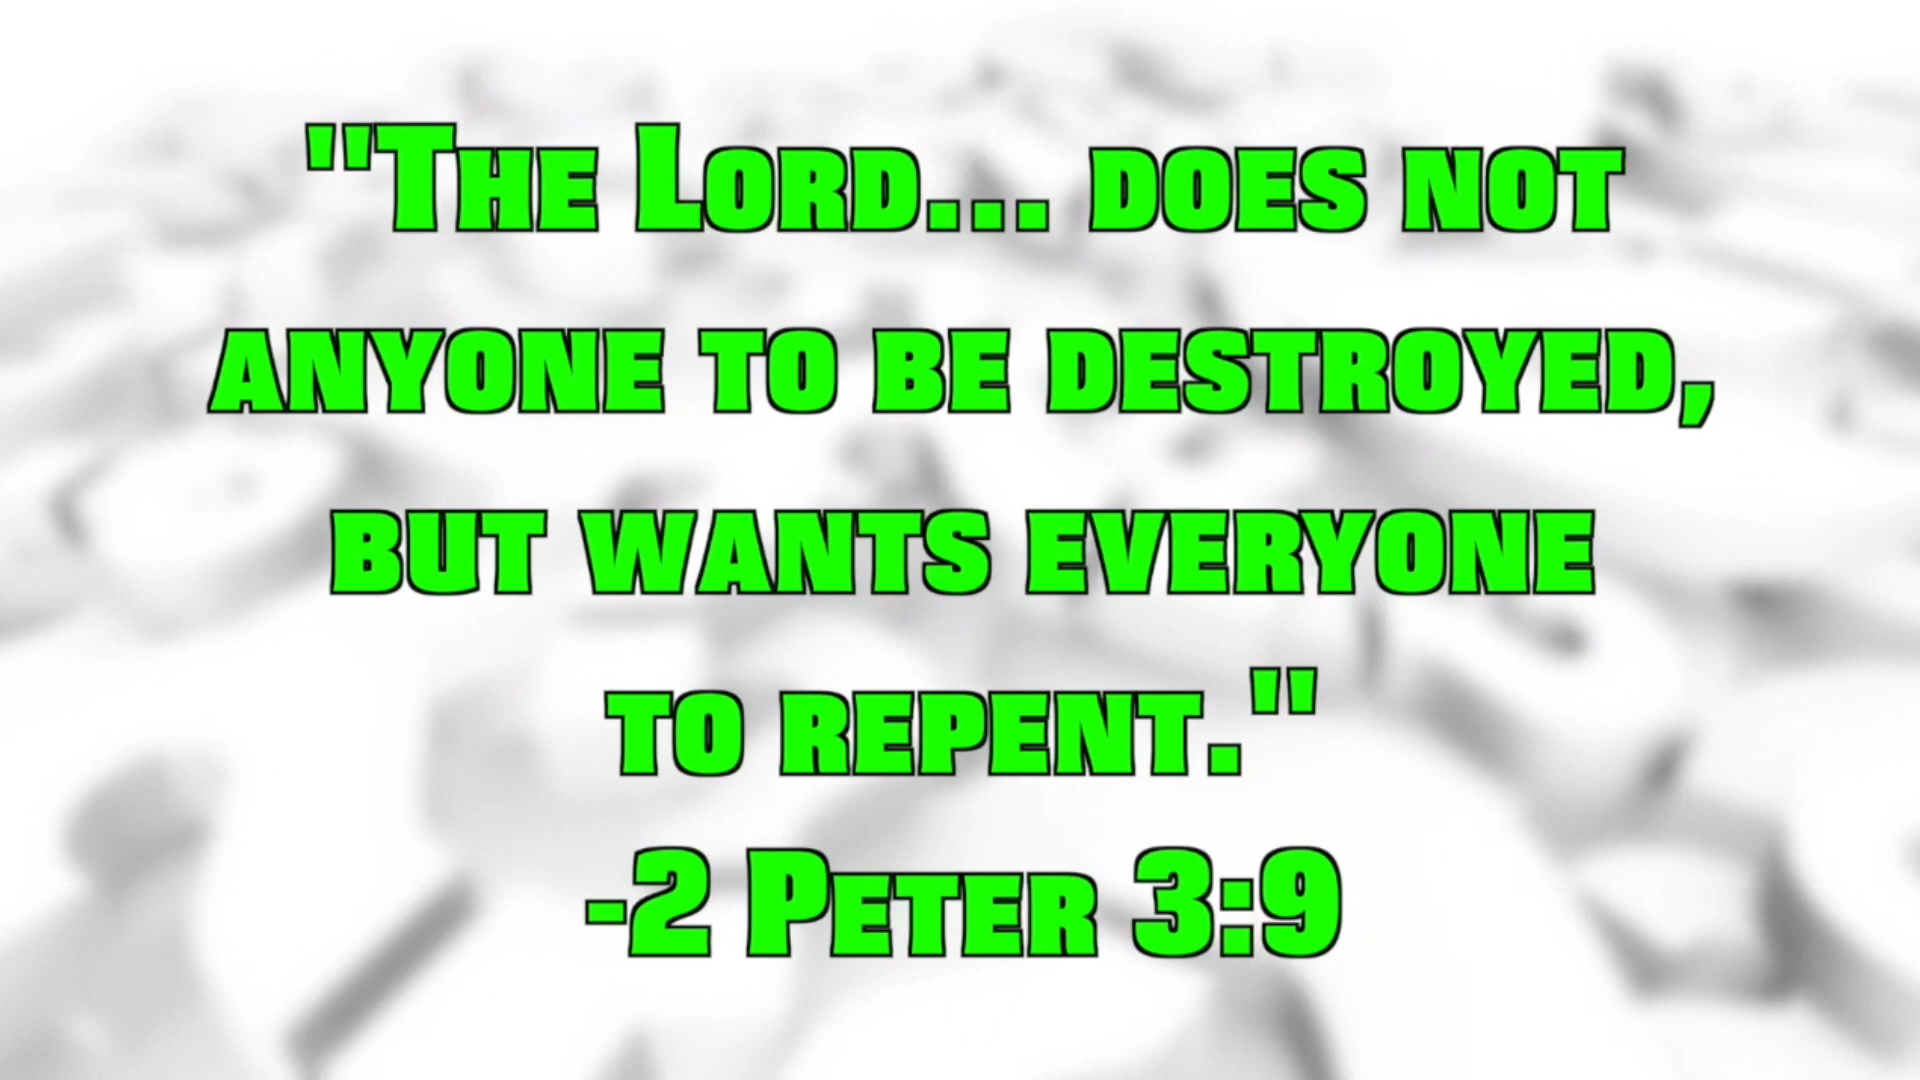 "The Lord... does not
anyone to be destroyed,
but wants everyone
to repent."
-2 Peter 3:9